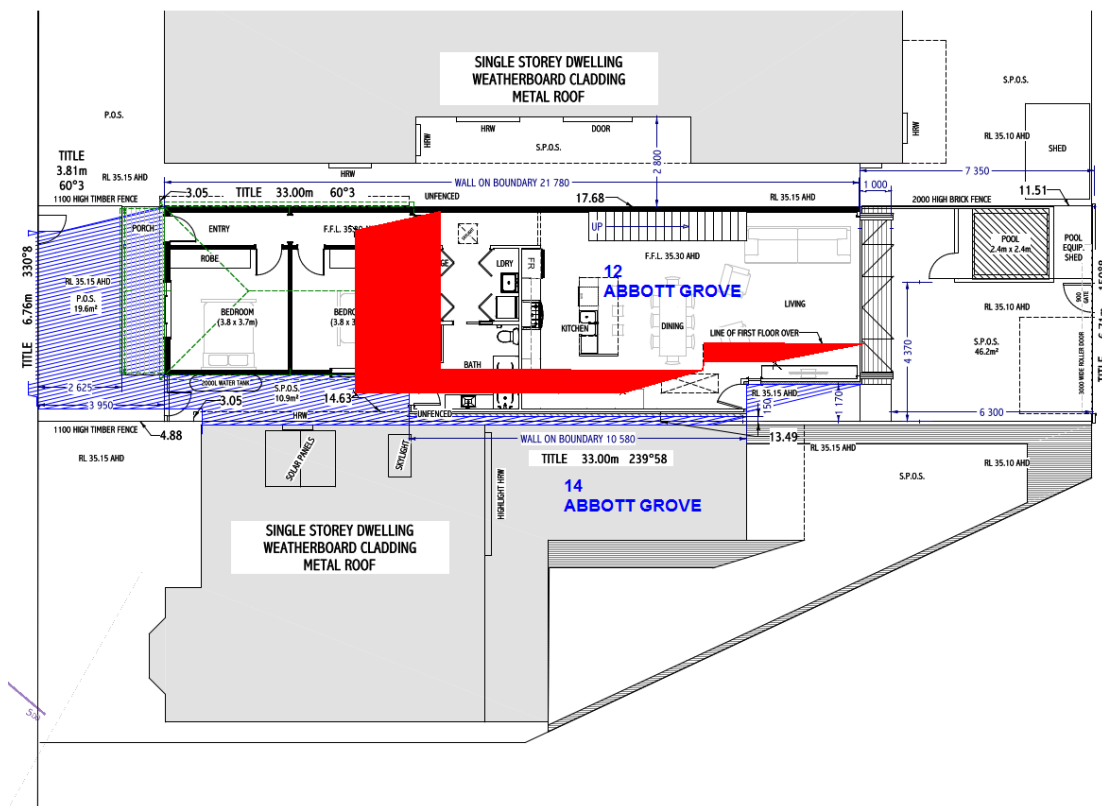 SINGLE STOREY DWELLING
WEATHERBOARD CLADDING
METAL ROOF
S.P.O.S.
P.O.S.
HRW
DOOR
HRW
HRW
S.P.O.S.
RL 35.10 AHD
SHED
TITLE
3.81m
60°3
RL 35.15 AHD
HRW
2 800
7 350
WALL ON BOUNDARY 21 780
1 000
1100 HIGH TIMBER FENCE
3.05
TITLE 33.00m 60°3
UNFENCED
17.68
RL 35.15 AHD
2000 HIGH BRICK FENCE
11.51
PORCH
ENTRY
UP
POOL
2.4m x 2.4m
POOL
EQUIP.
SHED
ROBE
LDRY
FR
F.F.L. 35.30 AHD
12
ABBOTT GROVE
TITLE 6.76m 330°8
RL 35.15 AHD
P.O.S.
19.6m²
BEDROOM
(3.8 x 3.7m)
KITCHEN
DINING
LIVING
LINE OF FIRST FLOOR OVER
RL 35.10 AHD
900
GATE
S.P.O.S.
46.2m²
3000 WIDE ROLLER DOOR
4 370
BATH
2 625
3 950
2000L WATER TANK
S.P.O.S.
10.9m²
3.05
14.63
HRW
UNFENCED
RL 35.15 AHD
1 170
6 300
1100 HIGH TIMBER FENCE
4.88
WALL ON BOUNDARY 10 580
13.49
RL 35.15 AHD
TITLE 33.00m 239°58
RL 35.15 AHD
S.P.O.S.
RL 35.10 AHD
SOLAR PANELS
SKYLIGHT
HIGHLIGHT HRW
14
ABBOTT GROVE
SINGLE STOREY DWELLING
WEATHERBOARD CLADDING
METAL ROOF